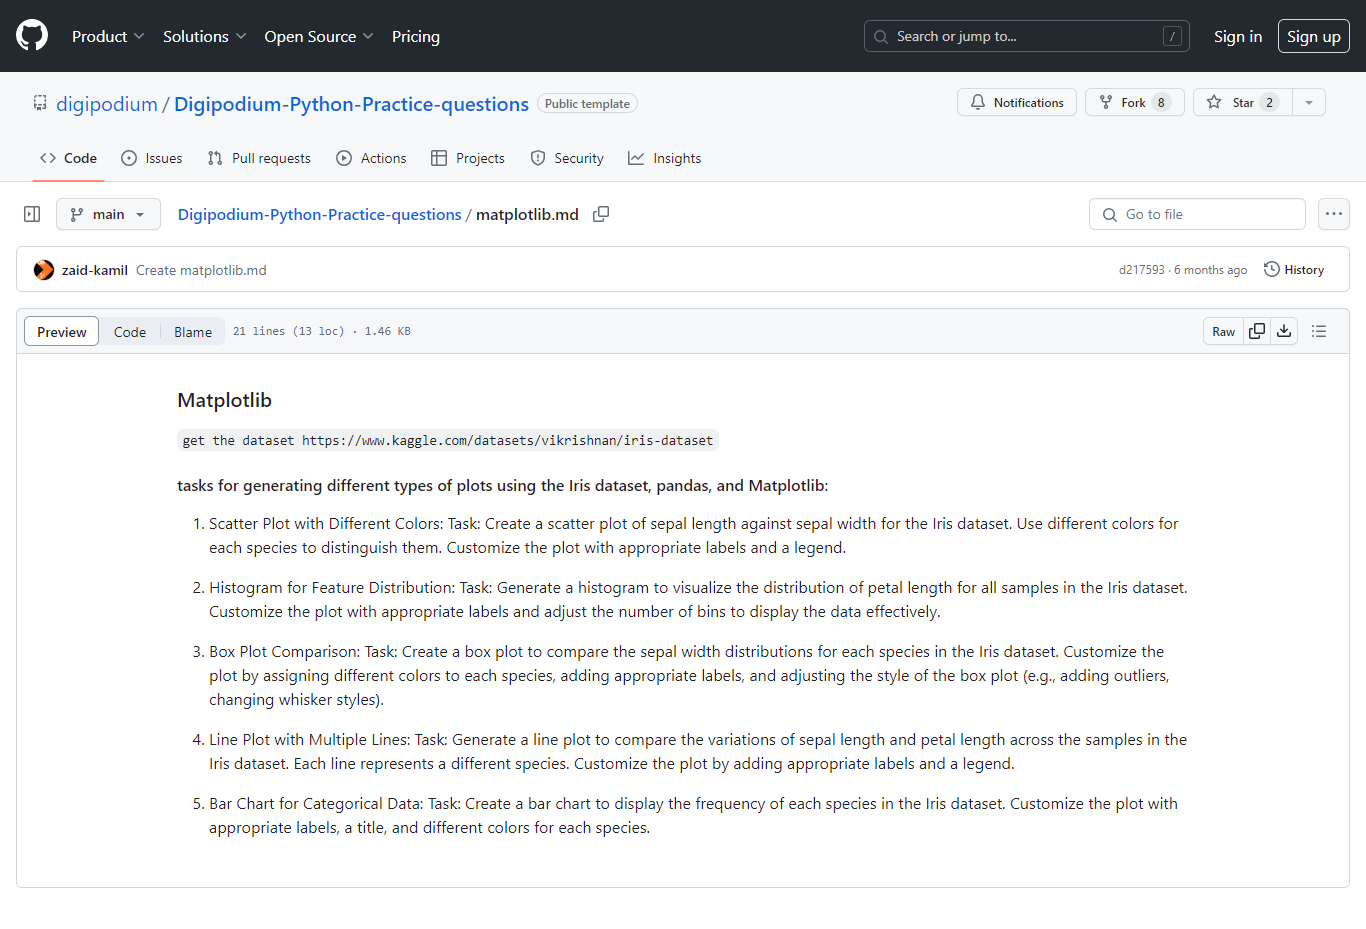 Product Solutions Open Source Pricing Search or jump to... / Sign in Sign up
digipodium / Digipodium-Python-Practice-questions Public template Notifications Fork 8 Star 2
Code Issues Pull requests Actions Projects Security Insights
main Digipodium-Python-Practice-questions / matplotlib.md Go to file
zaid-kamil Create matplotlib.md d217593 · 6 months ago History
Preview Code Blame 21 lines (13 loc) · 1.46 KB Raw
Matplotlib
get the dataset https://www.kaggle.com/datasets/vikrishnan/iris-dataset
tasks for generating different types of plots using the Iris dataset, pandas, and Matplotlib:
1. Scatter Plot with Different Colors: Task: Create a scatter plot of sepal length against sepal width for the Iris dataset. Use different colors for
each species to distinguish them. Customize the plot with appropriate labels and a legend.
2. Histogram for Feature Distribution: Task: Generate a histogram to visualize the distribution of petal length for all samples in the Iris dataset.
Customize the plot with appropriate labels and adjust the number of bins to display the data effectively.
3. Box Plot Comparison: Task: Create a box plot to compare the sepal width distributions for each species in the Iris dataset. Customize the
plot by assigning different colors to each species, adding appropriate labels, and adjusting the style of the box plot (e.g., adding outliers,
changing whisker styles).
4. Line Plot with Multiple Lines: Task: Generate a line plot to compare the variations of sepal length and petal length across the samples in the
Iris dataset. Each line represents a different species. Customize the plot by adding appropriate labels and a legend.
5. Bar Chart for Categorical Data: Task: Create a bar chart to display the frequency of each species in the Iris dataset. Customize the plot with
appropriate labels, a title, and different colors for each species.